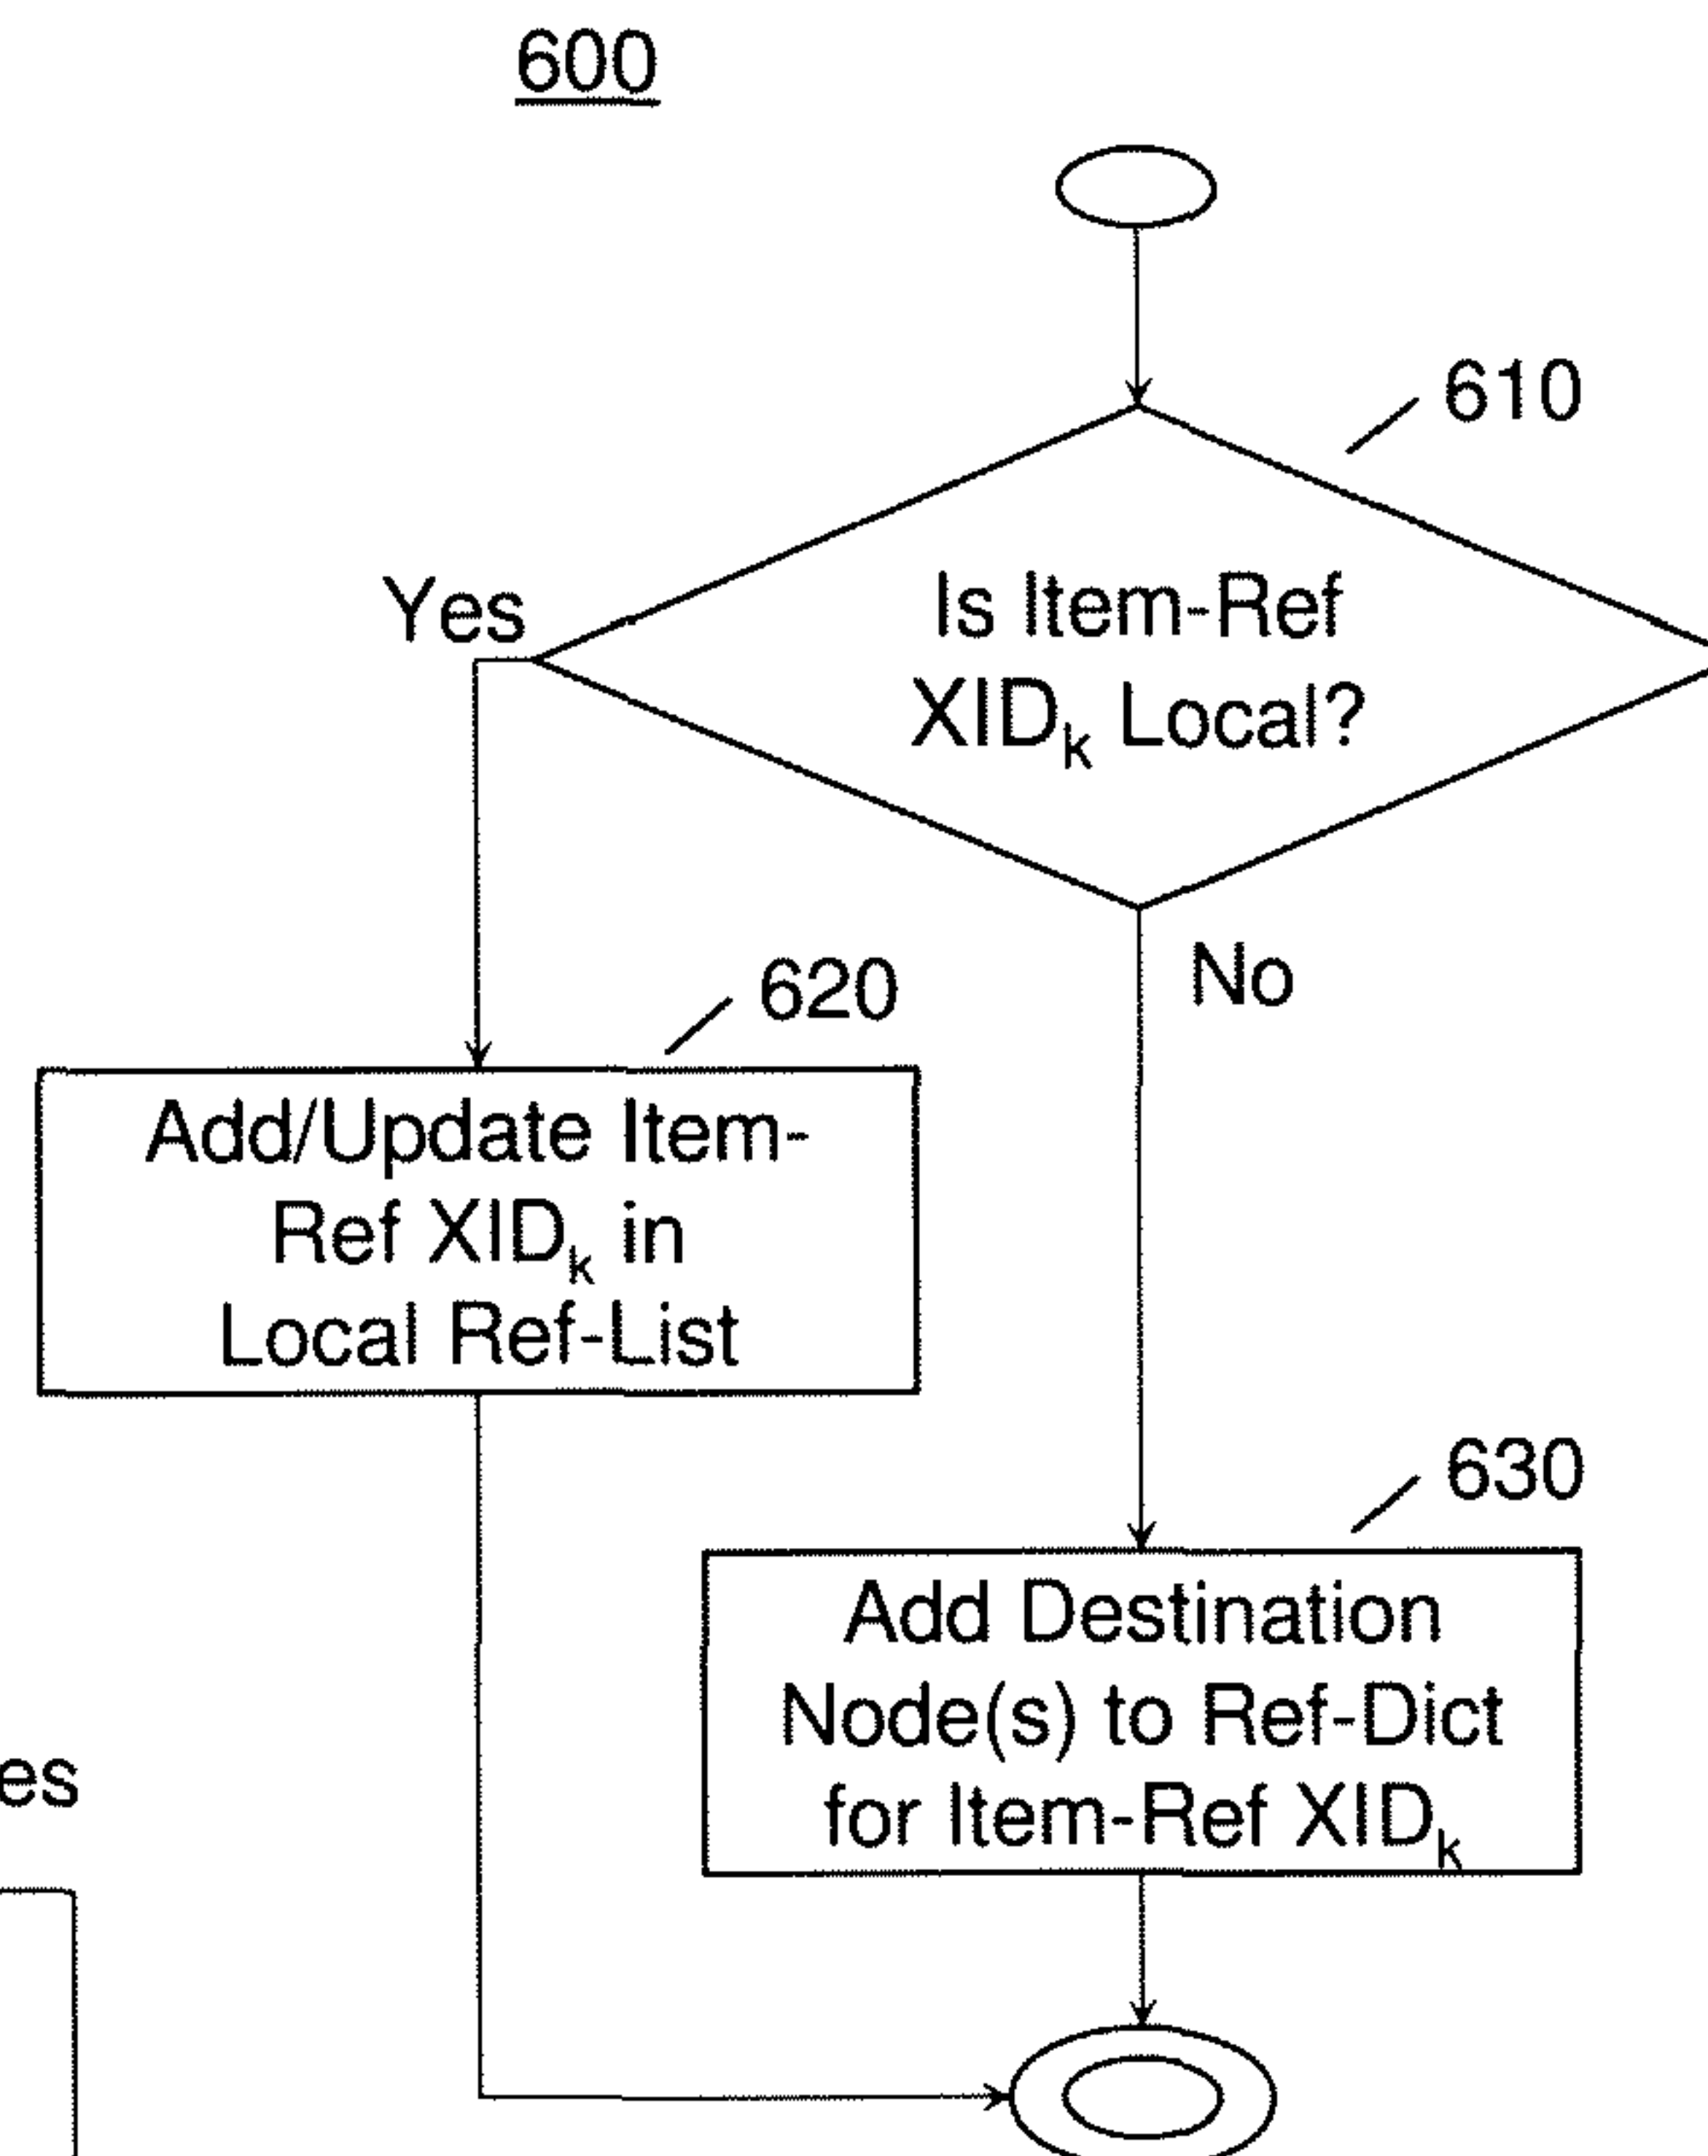 600
610
Is Item-Ref
XIDk Local?
Yes
No
620
Add/Update Item-
Ref XIDk in
Local Ref-List
630
Add Destination
Node(s) to Ref-Dict
for Item-Ref XIDk
es